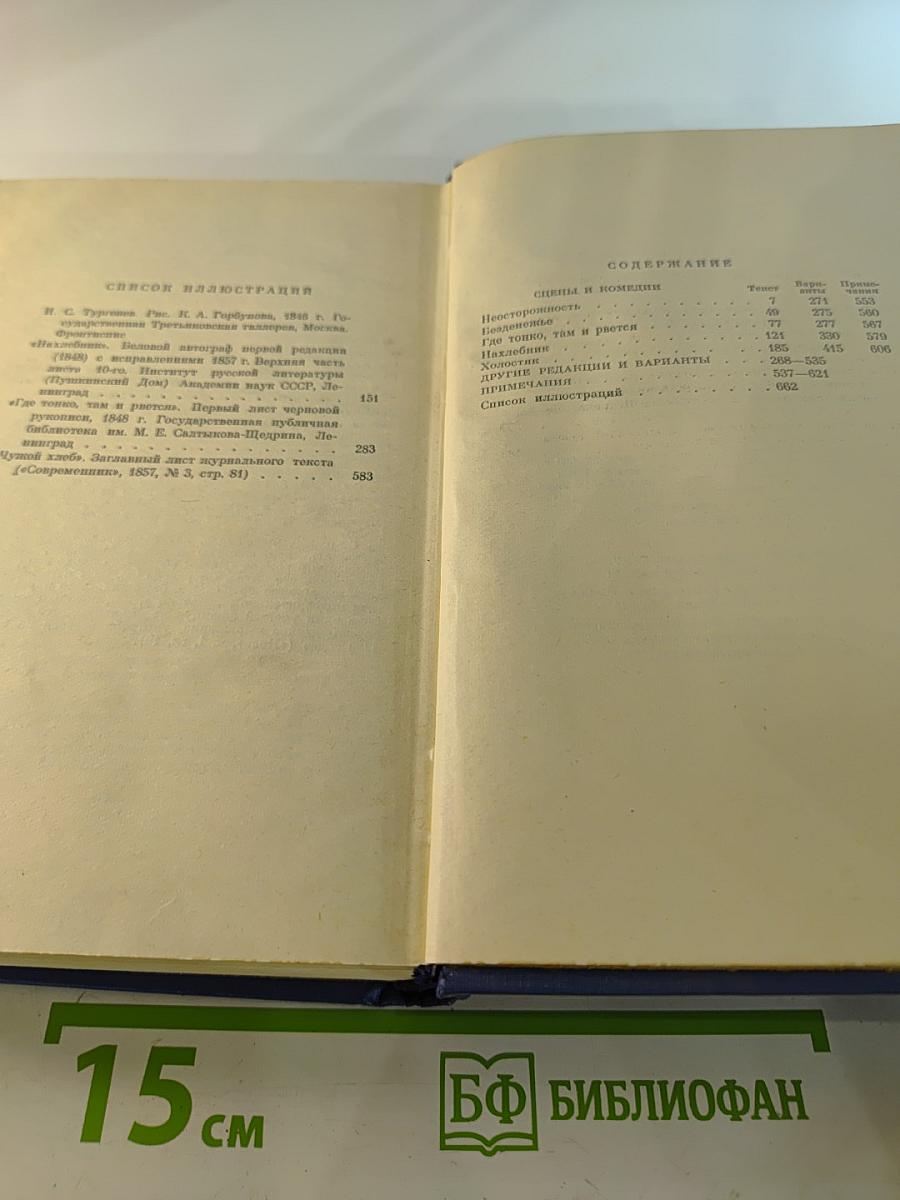 СПИСОК ИЛЛЮСТРАЦИЙ
И. С. Тургенев. Рис. К. А. Горбунова, 1846 г. Го-
сударственная Третьяковская галлерея, Москва.
Фронтиспис
«Нахлебник». Беловой автограф первой редакции
(1848) с исправлениями 1857 г. Верхняя часть
листа 10-го. Институт русской литературы
(Пушкинский Дом) Академии наук СССР, Ле-
нинград . . . . . . . . . . . . . . . 151
«Где тонко, там и рвется». Первый лист черновой
рукописи, 1848 г. Государственная публичная
библиотека им. М. Е. Салтыкова-Щедрина, Ле-
нинград . . . . . . . . . . . . . . . 283
Чужой хлеб». Заглавный лист журнального текста
(«Современник», 1857, № 3, стр. 81) . . . . . 583
СОДЕРЖАНИЕ
СЦЕНЫ И КОМЕДИИ Текст Вари-анты Приме-чания
Неосторожность . . . . . . . . . . 7 271 553
Безденежье . . . . . . . . . . . 49 275 560
Где тонко, там и рвется . . . . . . . 77 277 567
Нахлебник . . . . . . . . . . . 121 330 579
Холостяк . . . . . . . . . . . 185 415 606
ДРУГИЕ РЕДАКЦИИ И ВАРИАНТЫ . . . 268—535
ПРИМЕЧАНИЯ . . . . . . . . . . 537—621
Список иллюстраций . . . . . . . . 662
15 см
БФ БИБЛИОФАН